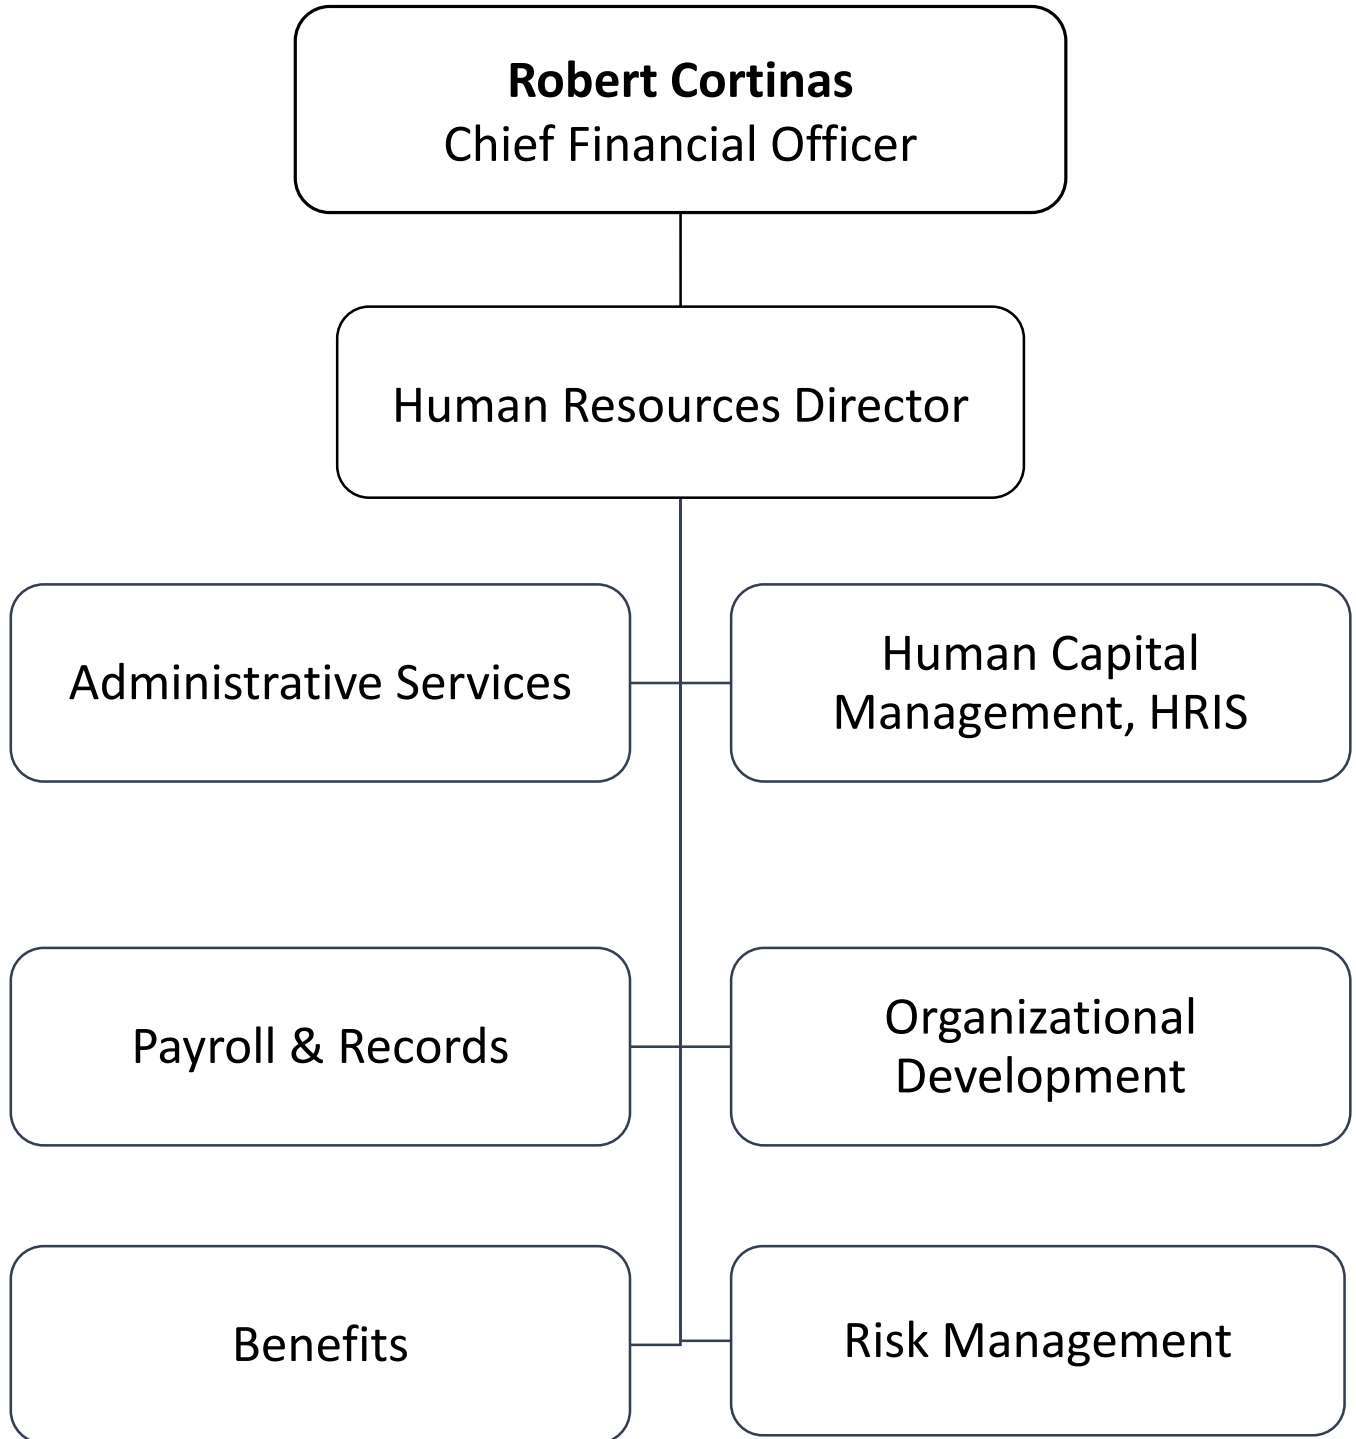 Robert Cortinas
Chief Financial Officer
Human Resources Director
Administrative Services
Human Capital
Management, HRIS
Payroll & Records
Organizational
Development
Benefits
Risk Management